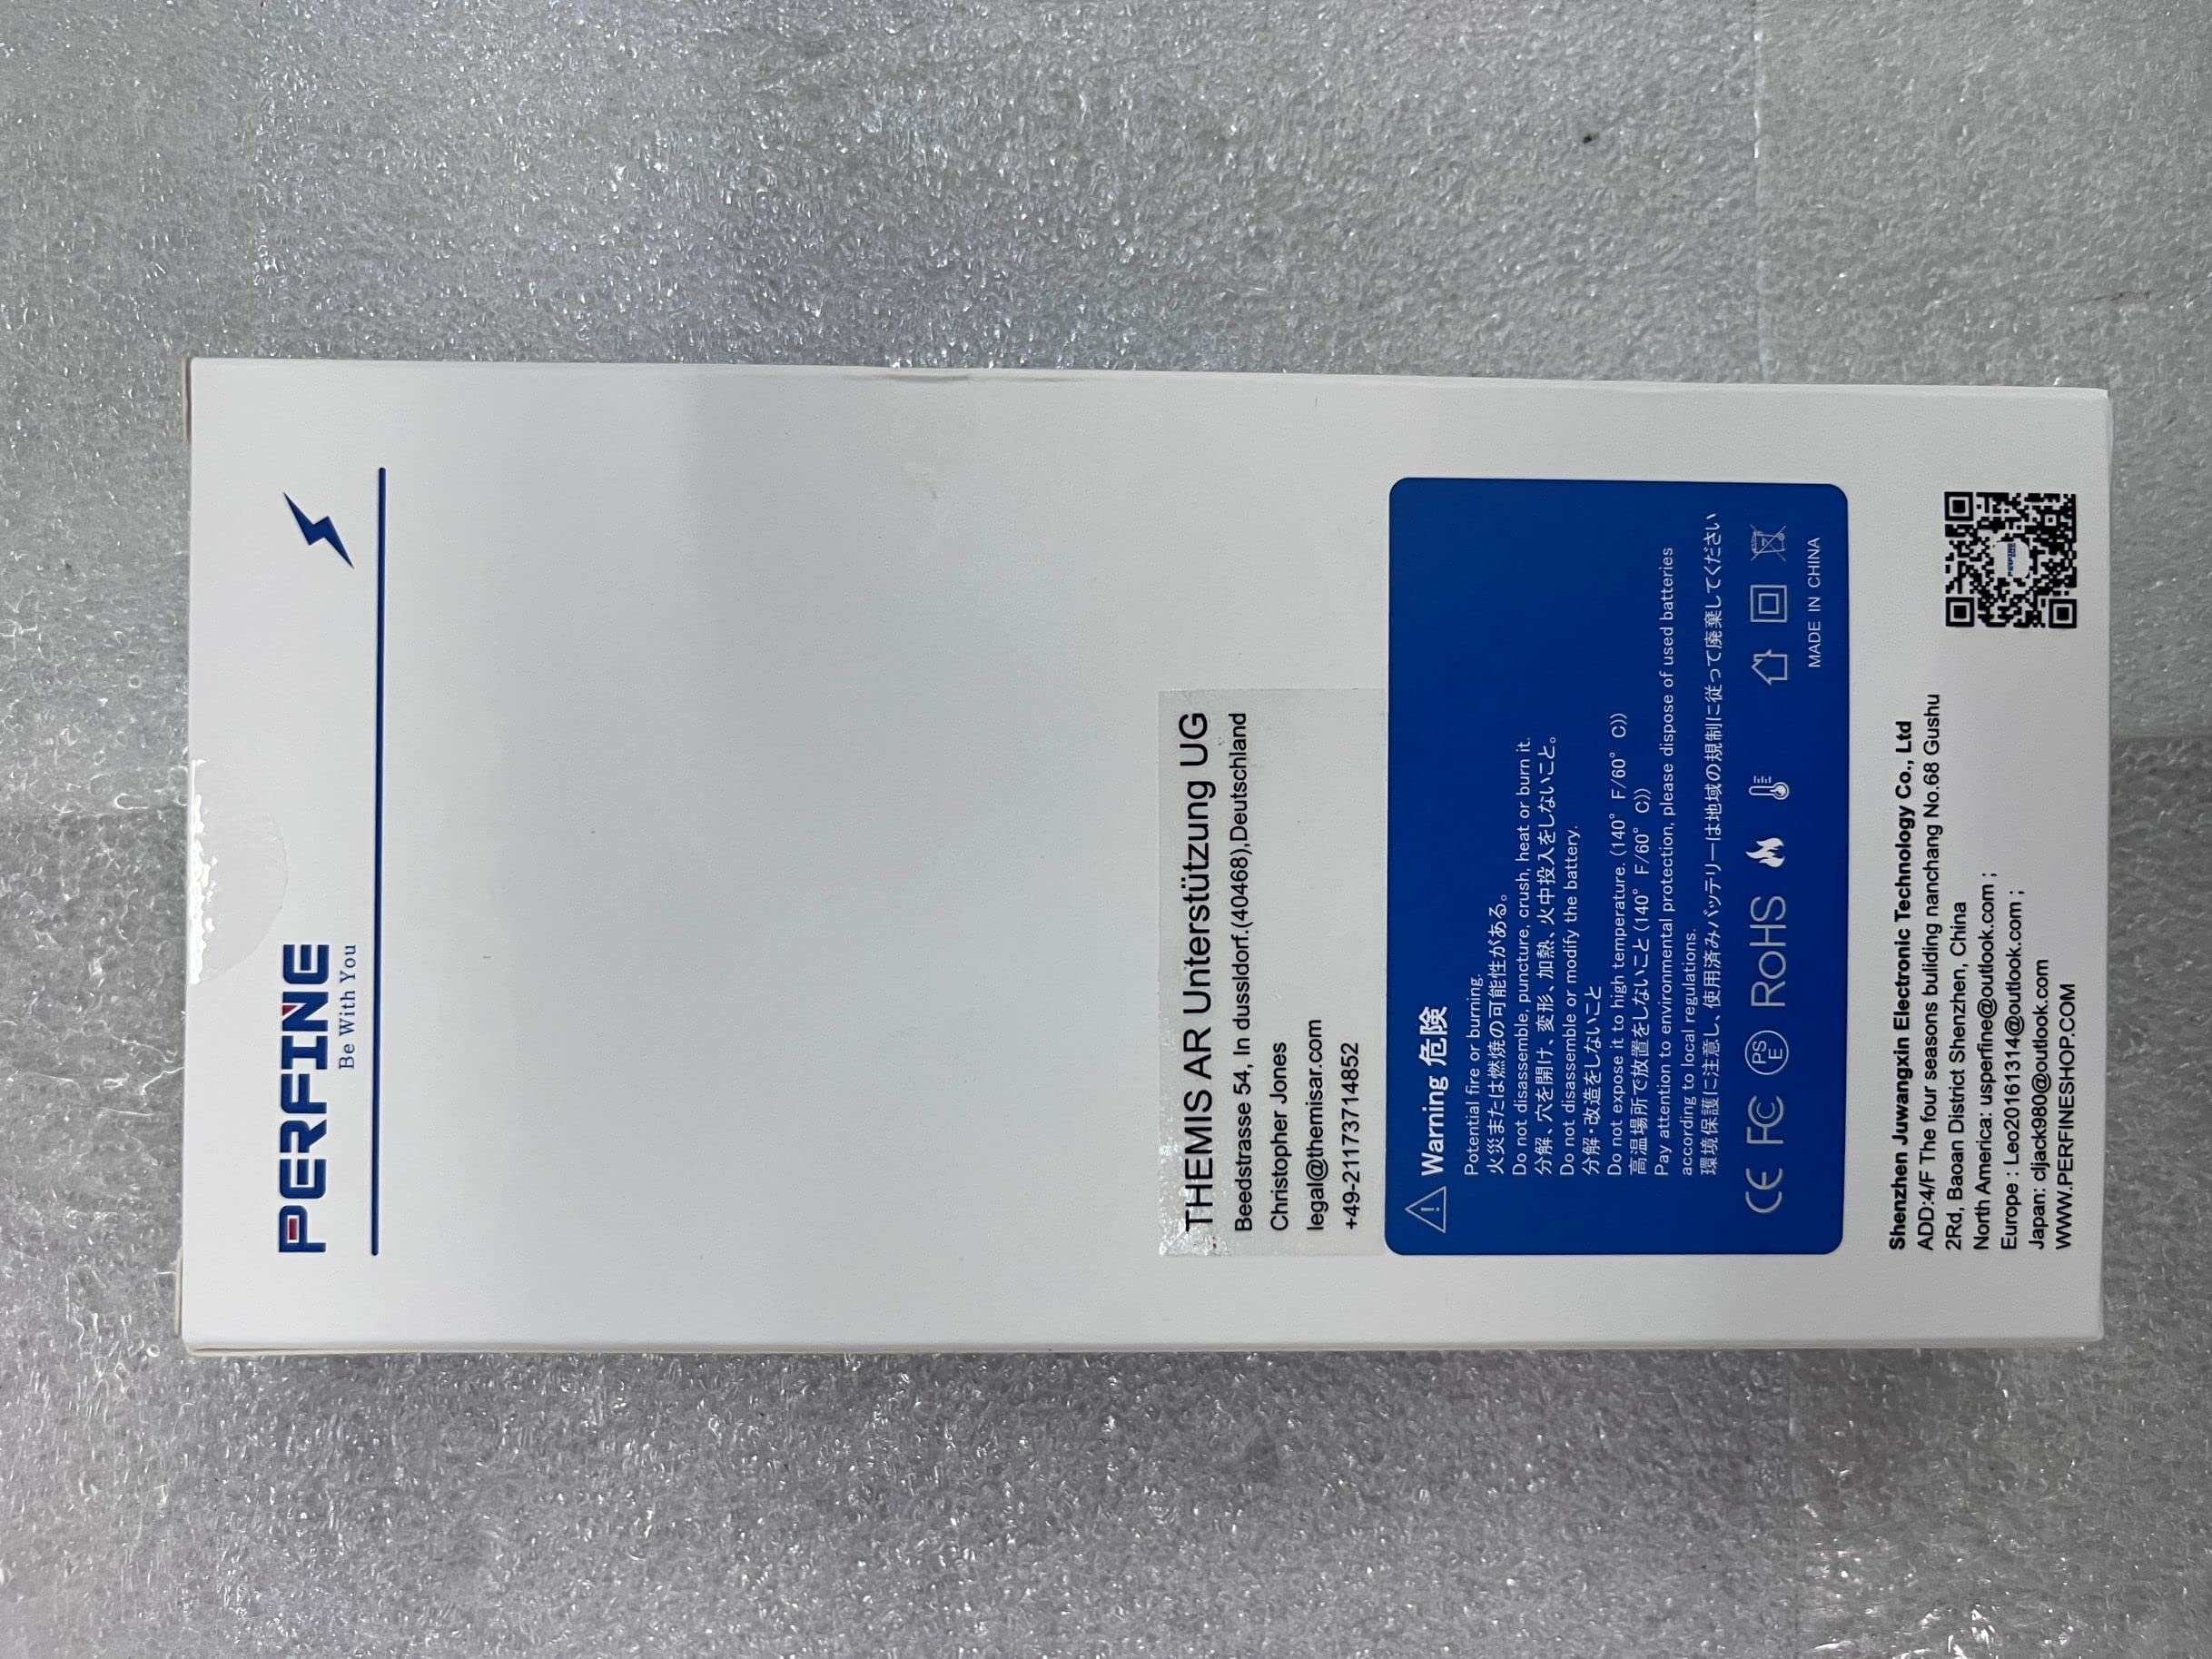 PERFINE
Be With You
THEMIS AR Unterstützung UG
Beedstrasse 54, In dussldorf.(40468),Deutschland
Christopher Jones
legal@themisar.com
+49-2117373714852
Warning 危険
Potential fire or burning.
火災または燃焼の可能性がある。
Do not disassemble, puncture, crush, heat or burn it.
分解、穴を開け、変形、加熱、火中投入をしないこと。
Do not disassemble or modify the battery.
分解・改造をしないこと
Do not expose it to high temperature. (140° F/60° C))
高温場所で放置をしないこと (140° F/60° C))
Pay attention to environmental protection, please dispose of used batteries
according to local regulations.
環境保護に注意し、使用済みバッテリーは地域の規制に従って廃棄してください
CE FC PSE RoHS
MADE IN CHINA
Shenzhen Juwangxin Electronic Technology Co., Ltd
ADD:4/F The four seasons buliding nanchang No.68 Gushu
2Rd, Baoan District Shenzhen, China
North America: usperfine@outlook.com ;
Europe : Leo20161314@outlook.com ;
Japan: cljack980@outlook.com
WWW.PERFINESHOP.COM